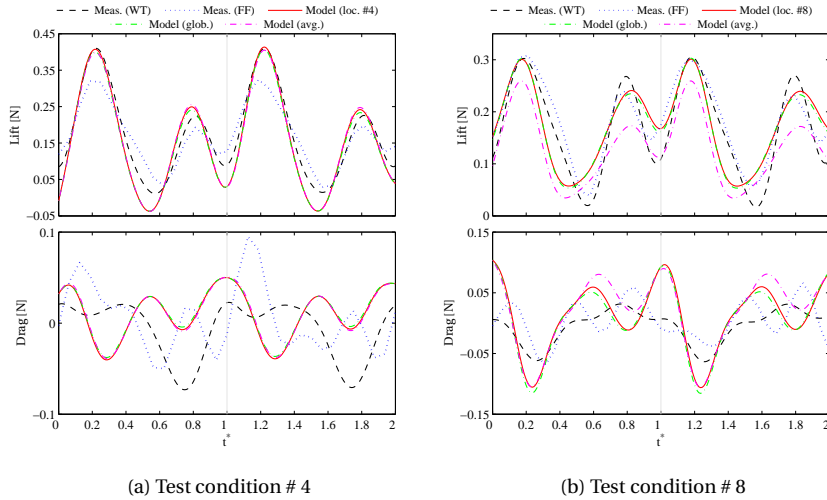 Meas. (WT) Meas. (FF) Model (loc. #4)
Model (glob.) Model (avg.)
0.45
0.35
0.25
0.15
0.05
−0.05
Lift [N]
0.1
0
−0.1
Drag [N]
0 0.2 0.4 0.6 0.8 1.0 1.2 1.4 1.6 1.8 2.0
t*
(a) Test condition # 4
Meas. (WT) Meas. (FF) Model (loc. #8)
Model (glob.) Model (avg.)
0.3
0.2
0.1
0
Lift [N]
0.15
0.05
−0.05
−0.15
Drag [N]
0 0.2 0.4 0.6 0.8 1.0 1.2 1.4 1.6 1.8 2.0
t*
(b) Test condition # 8